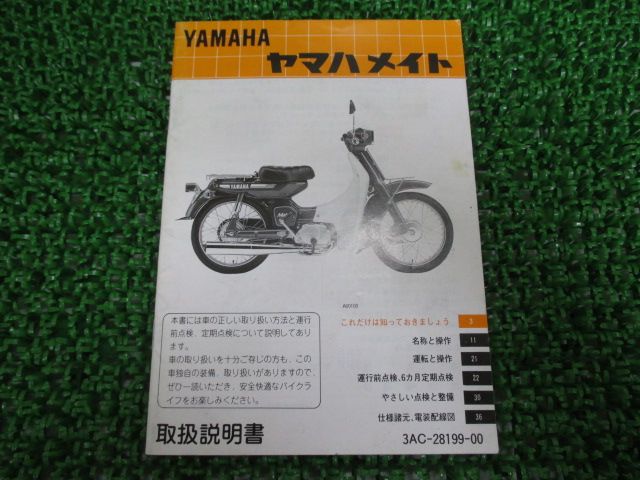 YAMAHA
ヤマハメイト
YAMAHA
Mate
本書には車の正しい取り扱い方法と運行
前点検、定期点検について説明してあり
ます。
車の取り扱いを十分ご存じの方も、この
車独自の装備、取り扱いがありますので、
ぜひ一読いただき、安全快適なバイクラ
イフをお楽しみください。
これだけは知っておきましょう 3
名称と操作 11
運転と操作 21
運行前点検、6カ月定期点検 22
やさしい点検と整備 30
仕様諸元、電装配線図 36
取扱説明書
3AC-28199-00